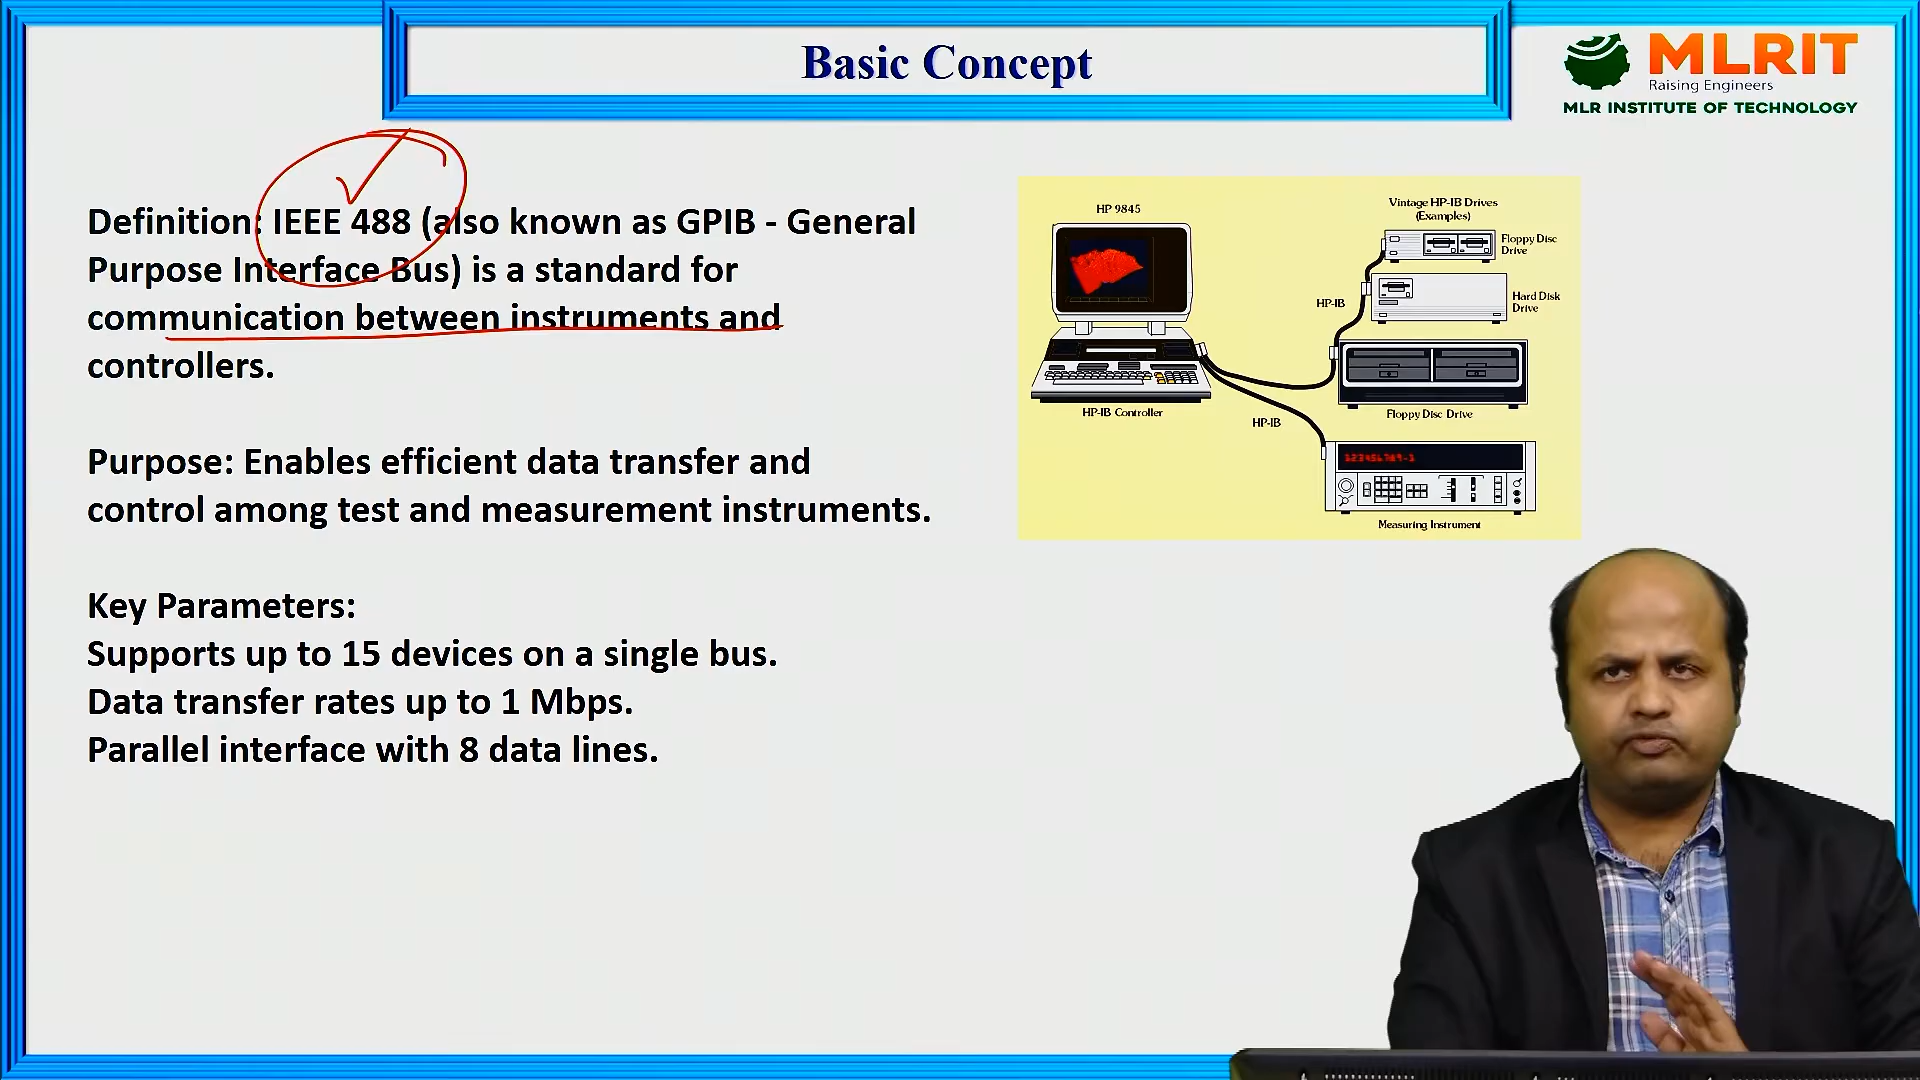 Basic Concept
MLRIT
Raising Engineers
MLR INSTITUTE OF TECHNOLOGY
Definition: IEEE 488 (also known as GPIB - General
Purpose Interface Bus) is a standard for
communication between instruments and
controllers.
Purpose: Enables efficient data transfer and
control among test and measurement instruments.
Key Parameters:
Supports up to 15 devices on a single bus.
Data transfer rates up to 1 Mbps.
Parallel interface with 8 data lines.
HP 9845
HP-IB Controller
Vintage HP-IB Drives
(Examples)
Floppy Disc
Drive
HP-IB
Hard Disk
Drive
Floppy Disc Drive
HP-IB
123456789-1
Measuring Instrument